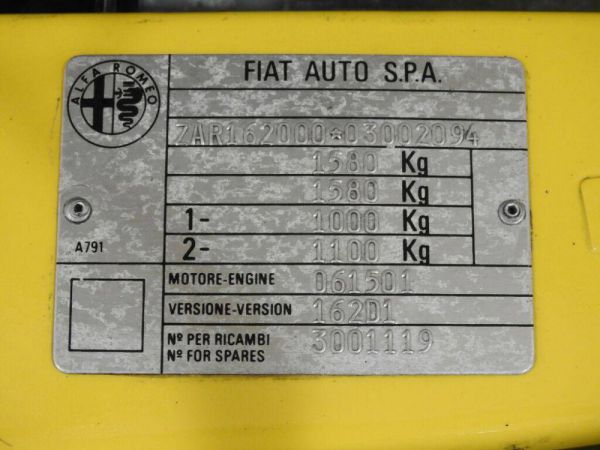 FIAT AUTO S.P.A.
ALFA ROMEO
ZAR162000*03002094
1580 Kg
1580 Kg
1- 1000 Kg
2- 1100 Kg
A791
MOTORE-ENGINE 061501
VERSIONE-VERSION 162D1
Nº PER RICAMBI 3001119
Nº FOR SPARES